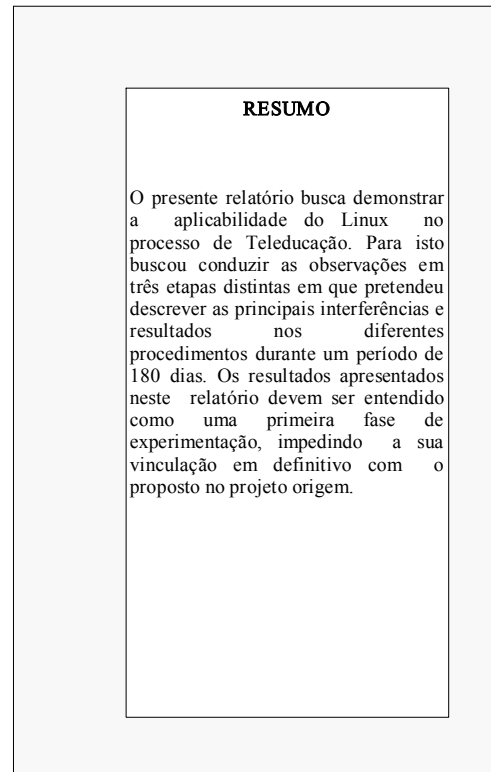 RESUMO
O presente relatório busca demonstrar
a aplicabilidade do Linux no
processo de Teleducação. Para isto
buscou conduzir as observações em
três etapas distintas em que pretendeu
descrever as principais interferências e
resultados nos diferentes
procedimentos durante um período de
180 dias. Os resultados apresentados
neste relatório devem ser entendido
como uma primeira fase de
experimentação, impedindo a sua
vinculação em definitivo com o
proposto no projeto origem.